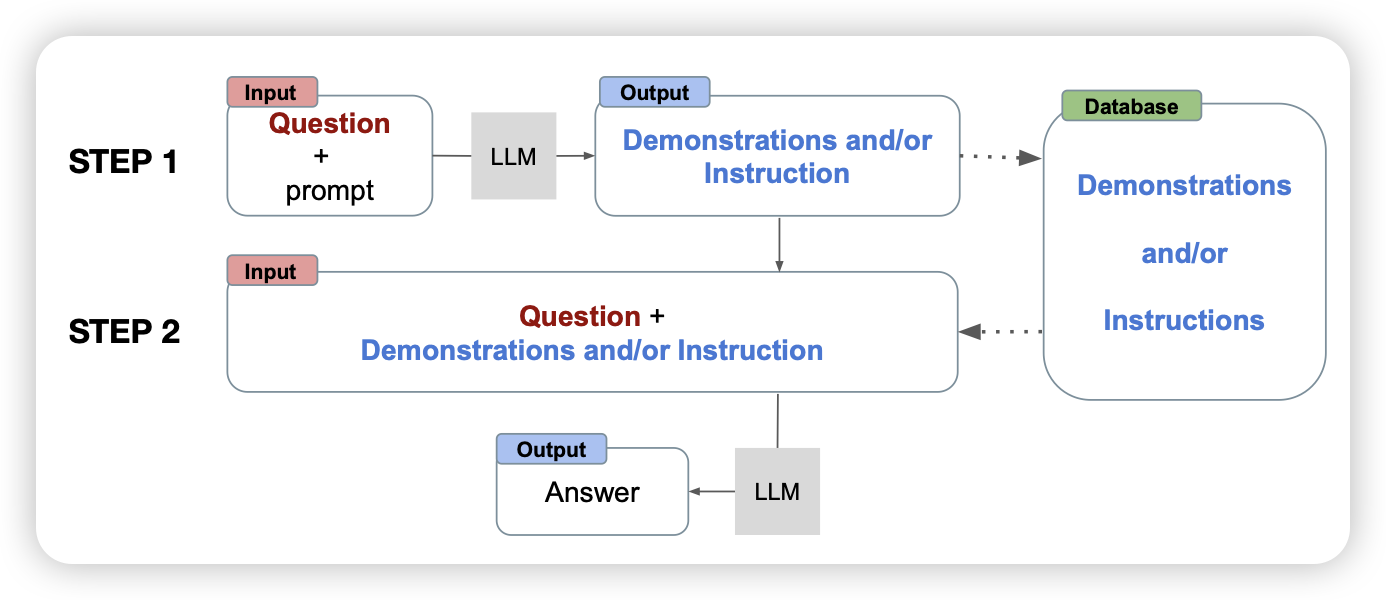 STEP 1
Input
Question
+
prompt
LLM
Output
Demonstrations and/or
Instruction
Database
Demonstrations
and/or
Instructions
STEP 2
Input
Question +
Demonstrations and/or Instruction
Output
Answer
LLM